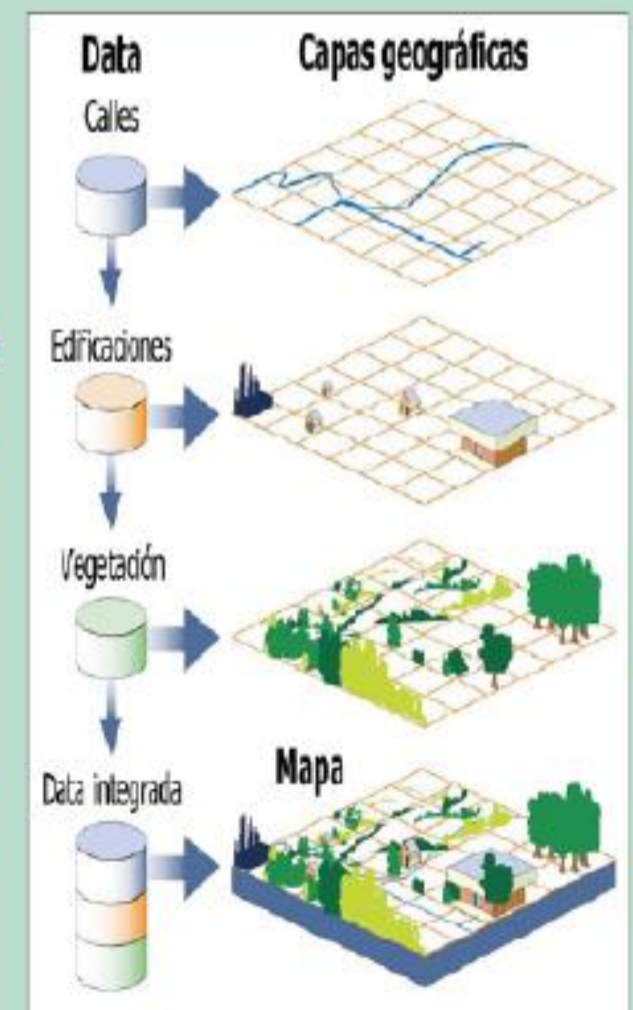 Data
Capas geográficas
Calles
Edificaciones
Vegetación
Data integrada
Mapa